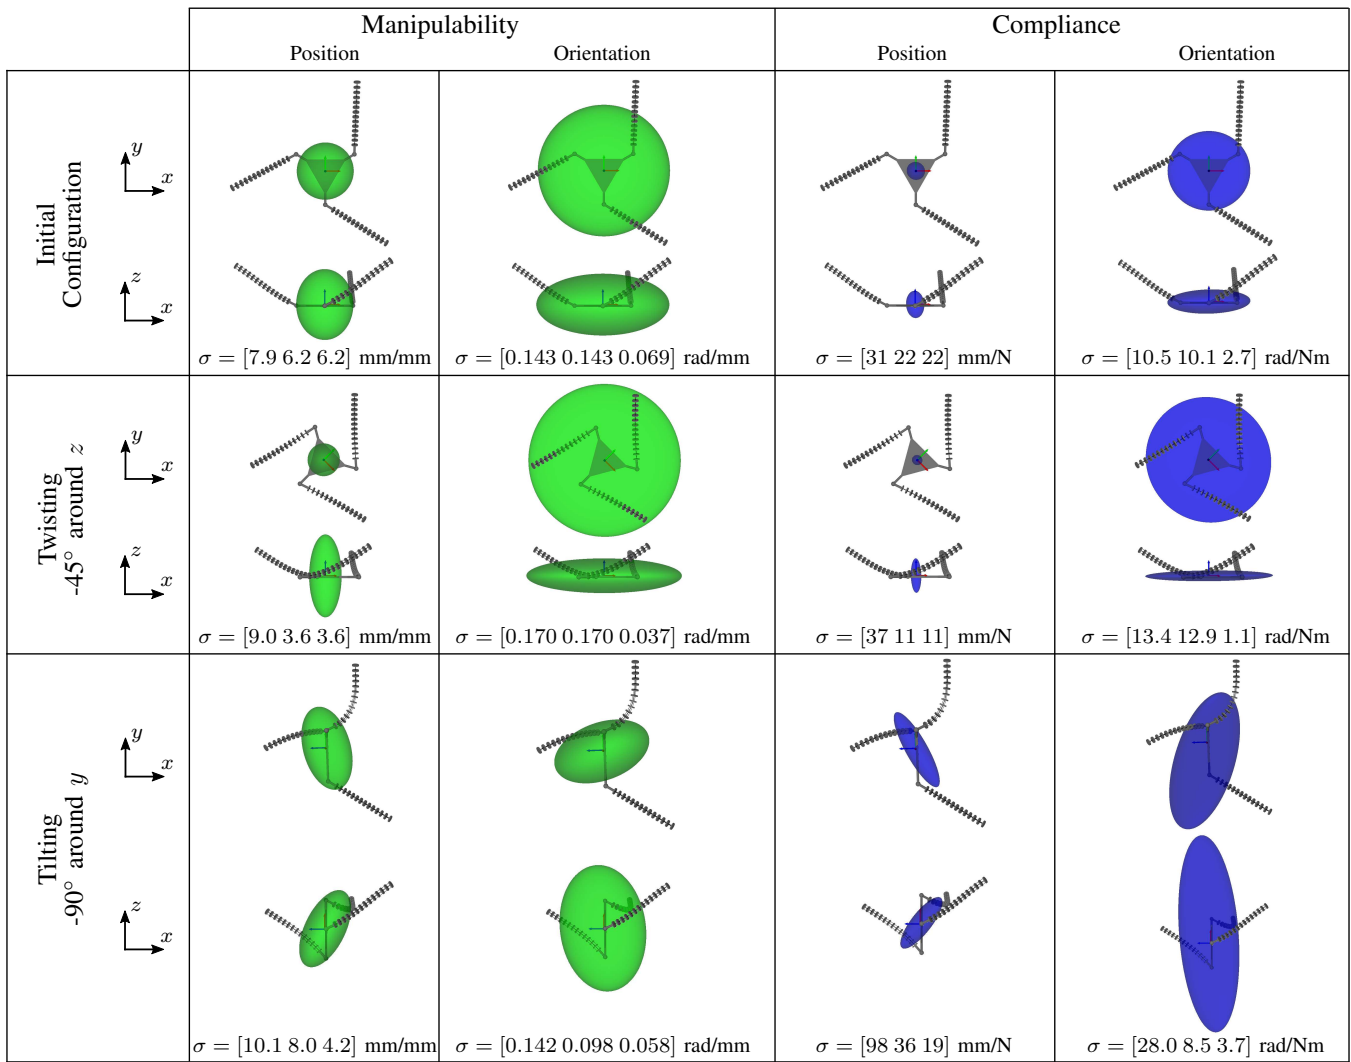 Manipulability
Compliance
Position
Orientation
Position
Orientation
Initial
Configuration
y
x
z
x
σ = [7.9 6.2 6.2] mm/mm
σ = [0.143 0.143 0.069] rad/mm
σ = [31 22 22] mm/N
σ = [10.5 10.1 2.7] rad/Nm
Twisting
-45° around z
y
x
z
x
σ = [9.0 3.6 3.6] mm/mm
σ = [0.170 0.170 0.037] rad/mm
σ = [37 11 11] mm/N
σ = [13.4 12.9 1.1] rad/Nm
Tilting
-90° around y
y
x
z
x
σ = [10.1 8.0 4.2] mm/mm
σ = [0.142 0.098 0.058] rad/mm
σ = [98 36 19] mm/N
σ = [28.0 8.5 3.7] rad/Nm